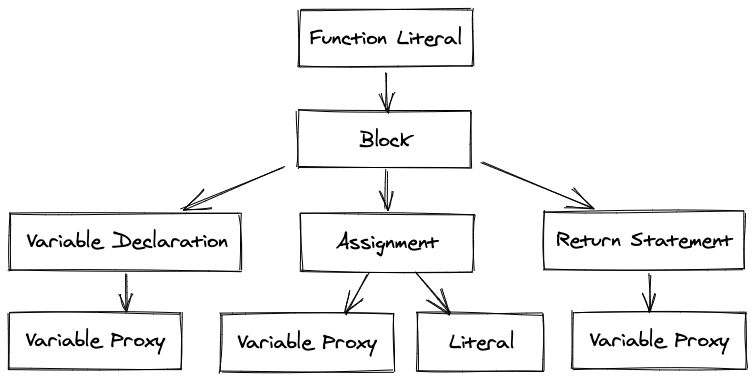 Function Literal
Block
Variable Declaration
Assignment
Return Statement
Variable Proxy
Variable Proxy
Literal
Variable Proxy